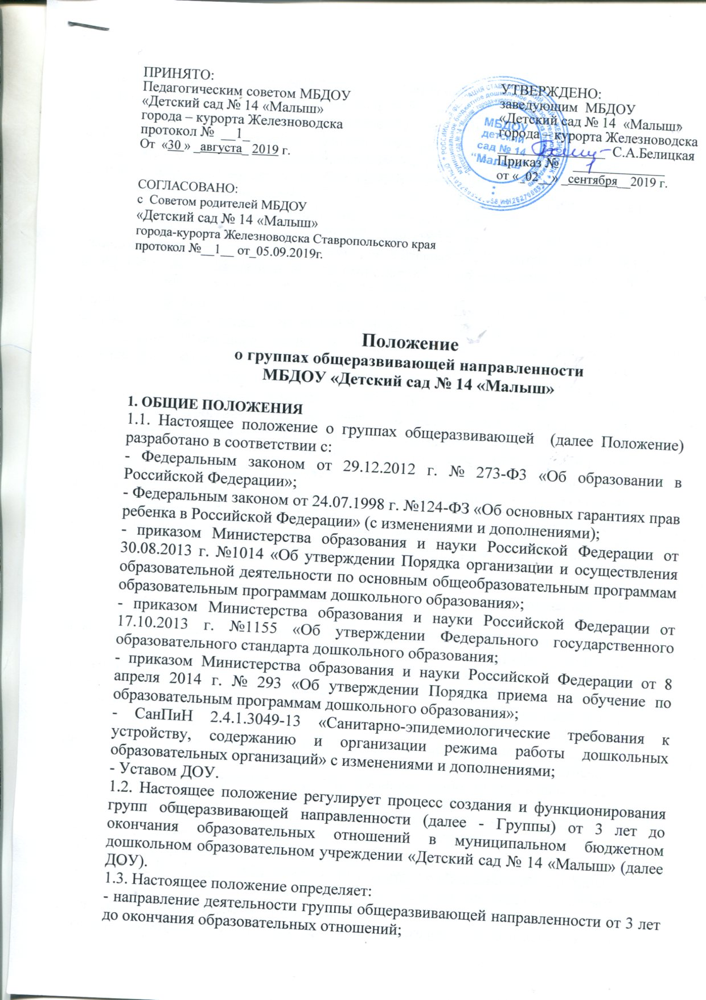 ПРИНЯТО:
Педагогическим советом МБДОУ
«Детский сад № 14 «Малыш»
города – курорта Железноводска
протокол № __1_
От «30 » _августа_ 2019 г.
УТВЕРЖДЕНО:
заведующим МБДОУ
«Детский сад № 14 «Малыш»
города – курорта Железноводска
С.А.Белицкая
Приказ № 1
от «_02__» _сентября__2019 г.
МБДОУ
детский
сад № 14
"Малыш"
СОГЛАСОВАНО:
с Советом родителей МБДОУ
«Детский сад № 14 «Малыш»
города-курорта Железноводска Ставропольского края
протокол №__1__ от_05.09.2019г.
Положение
о группах общеразвивающей направленности
МБДОУ «Детский сад № 14 «Малыш»
1. ОБЩИЕ ПОЛОЖЕНИЯ
1.1. Настоящее положение о группах общеразвивающей (далее Положение)
разработано в соответствии с:
- Федеральным законом от 29.12.2012 г. № 273-ФЗ «Об образовании в
Российской Федерации»;
- Федеральным законом от 24.07.1998 г. №124-ФЗ «Об основных гарантиях прав
ребенка в Российской Федерации» (с изменениями и дополнениями);
- приказом Министерства образования и науки Российской Федерации от
30.08.2013 г. №1014 «Об утверждении Порядка организации и осуществления
образовательной деятельности по основным общеобразовательным программам
образовательным программам дошкольного образования»;
- приказом Министерства образования и науки Российской Федерации от
17.10.2013 г. №1155 «Об утверждении Федерального государственного
образовательного стандарта дошкольного образования;
- приказом Министерства образования и науки Российской Федерации от 8
апреля 2014 г. № 293 «Об утверждении Порядка приема на обучение по
образовательным программам дошкольного образования»;
- СанПиН 2.4.1.3049-13 «Санитарно-эпидемиологические требования к
устройству, содержанию и организации режима работы дошкольных
образовательных организаций» с изменениями и дополнениями;
- Уставом ДОУ.
1.2. Настоящее положение регулирует процесс создания и функционирования
групп общеразвивающей направленности (далее - Группы) от 3 лет до
окончания образовательных отношений в муниципальном бюджетном
дошкольном образовательном учреждении «Детский сад № 14 «Малыш» (далее
ДОУ).
1.3. Настоящее положение определяет:
- направление деятельности группы общеразвивающей направленности от 3 лет
до окончания образовательных отношений;